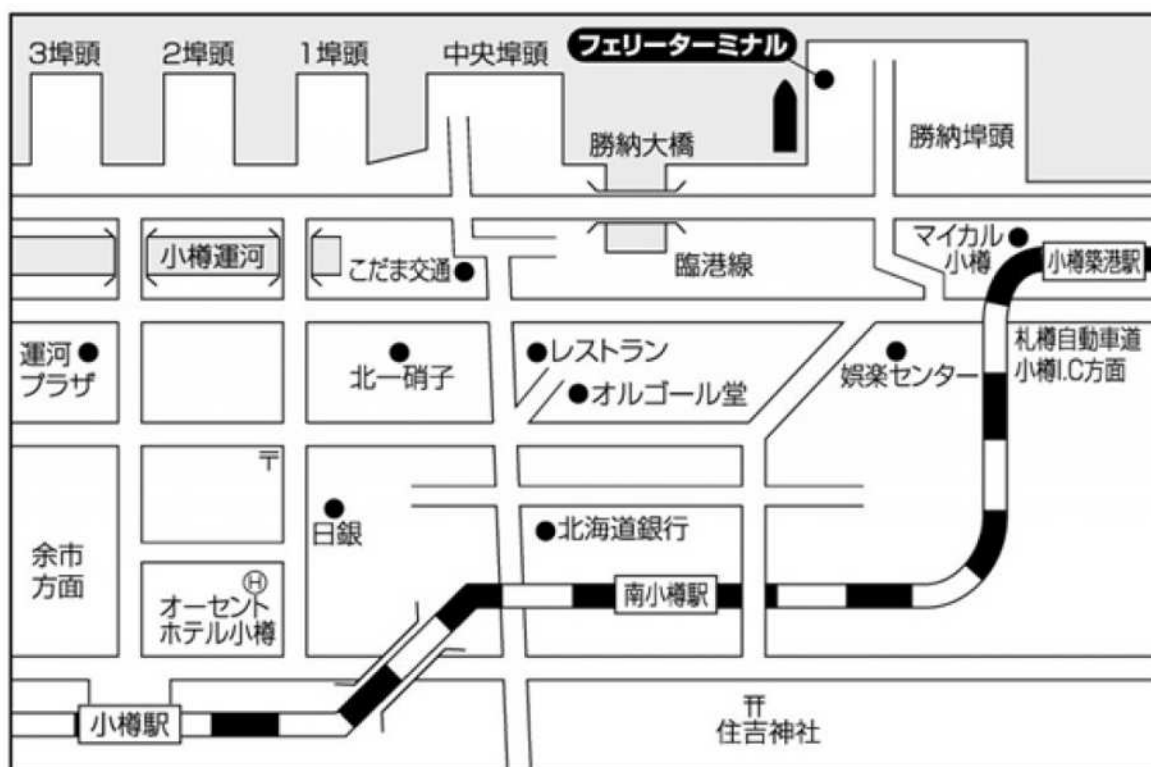 フェリーターミナル
3埠頭
2埠頭
1埠頭
中央埠頭
勝納大橋
勝納埠頭
小樽運河
こだま交通
臨港線
マイカル
小樽
小樽築港駅
運河
プラザ
北一硝子
レストラン
オルゴール堂
娯楽センター
札樽自動車道
小樽I.C方面
〒
日銀
北海道銀行
余市
方面
H
オーセント
ホテル小樽
南小樽駅
小樽駅
住吉神社